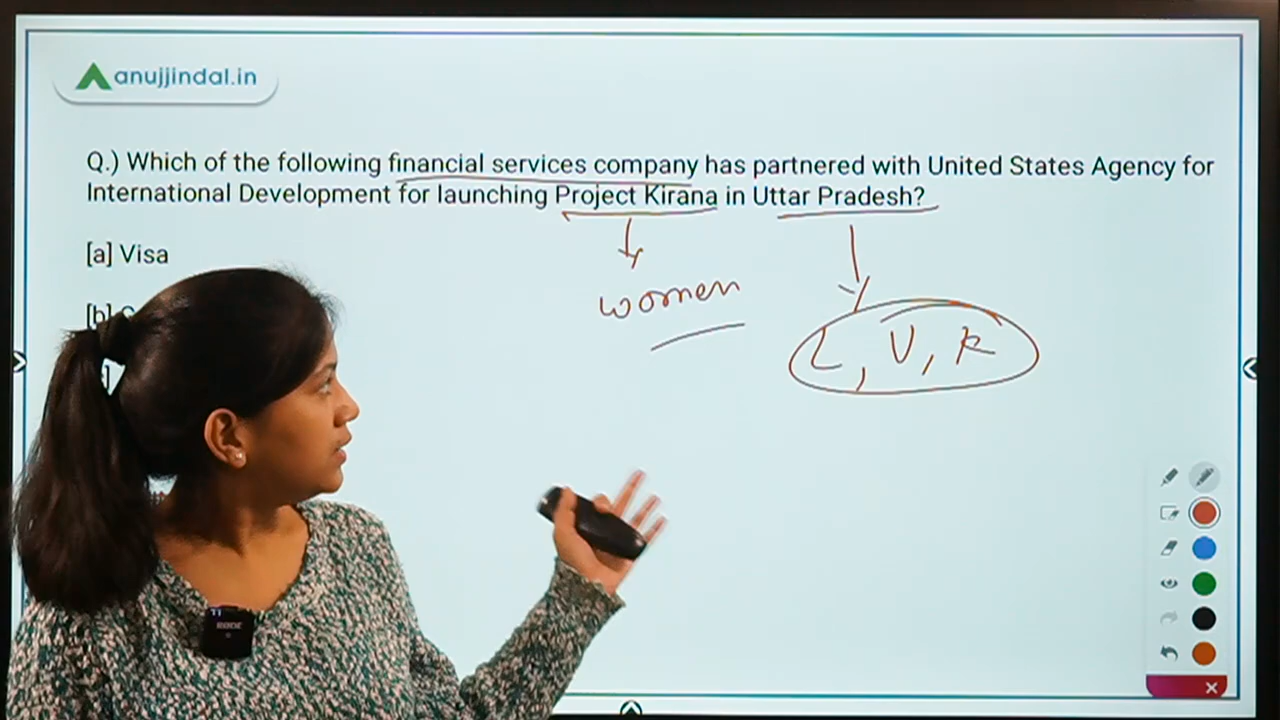 anujjindal.in
Q.) Which of the following financial services company has partnered with United States Agency for
International Development for launching Project Kirana in Uttar Pradesh?
[a] Visa
[b]
women
L, V, K
RODE